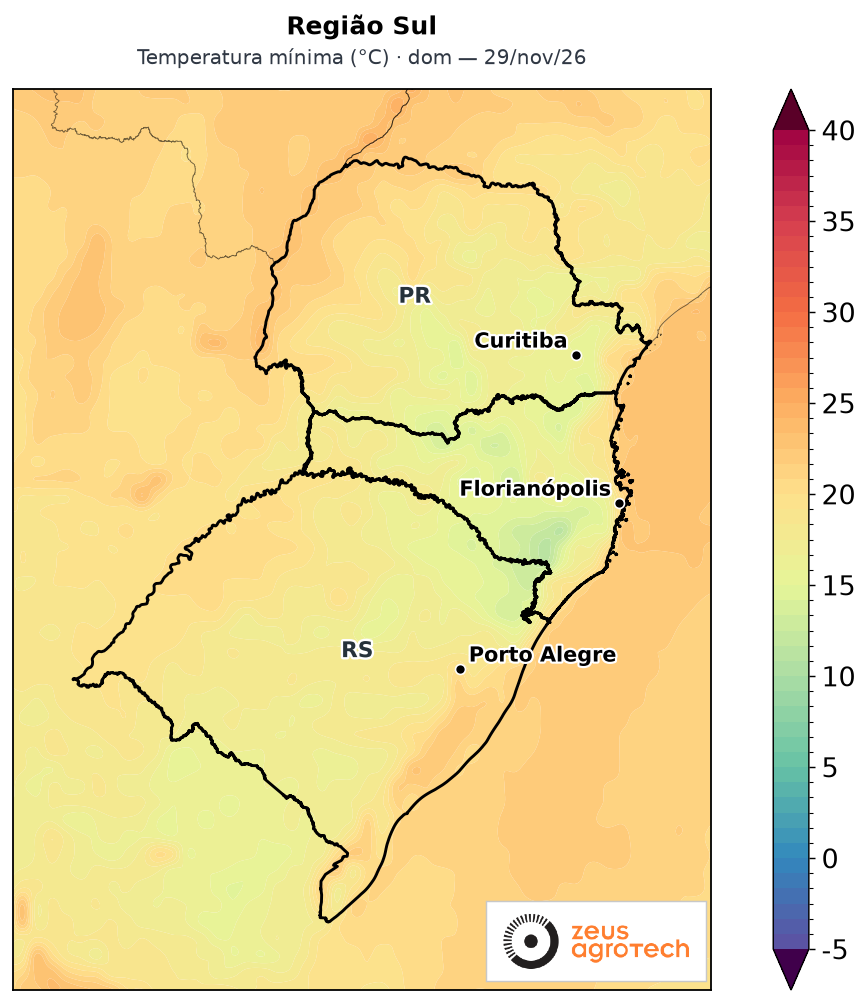 Região Sul
Temperatura mínima (°C) · dom — 29/nov/26
PR
Curitiba
Florianópolis
RS
Porto Alegre
40
35
30
25
20
15
10
5
0
-5
zeus
agrotech